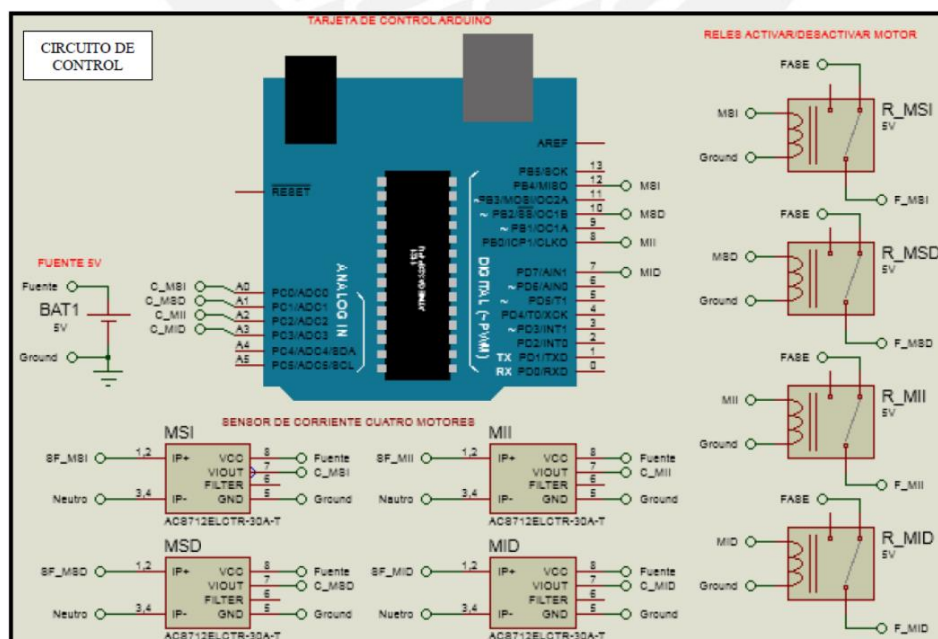 TARJETA DE CONTROL ARDUINO
CIRCUITO DE
CONTROL
RELES ACTIVAR/DESACTIVAR MOTOR
FUENTE 5V
Fuente
BAT1
5V
Ground
C_MSI
C_MSD
C_MII
C_MID
A0
A1
A2
A3
A4
A5
RESET
PC0/ADC0
PC1/ADC1
PC2/ADC2
PC3/ADC3
PC4/ADC4/SDA
PC5/ADC5/SCL
ANALOG IN
DIGITAL (~PWM)
AREF
PB5/SCK 13
PB4/MISO 12 MSI
~PB3/MOSI/OC2A 11
~ PB2/SS/OC1B 10 MSD
~ PB1/OC1A 9
PB0/ICP1/CLKO 8 MII
PD7/AIN1 7 MID
~ PD6/AIN0 6
~ PD5/T1 5
PD4/T0/XCK 4
~ PD3/INT1 3
PD2/INT0 2
TX PD1/TXD 1
RX PD0/RXD 0
FASE
MSI
Ground
R_MSI
5V
F_MSI
FASE
MSD
Ground
R_MSD
5V
F_MSD
FASE
MII
Ground
R_MII
5V
F_MII
FASE
MID
Ground
R_MID
5V
F_MID
SENSOR DE CORRIENTE CUATRO MOTORES
MSI
SF_MSI 1,2 IP+ VCC 8 Fuente
VIOUT 7 C_MSI
FILTER 6
Neutro 3,4 IP- GND 5 Ground
ACS712ELCTR-30A-T
MII
SF_MII 1,2 IP+ VCC 8 Fuente
VIOUT 7 C_MII
FILTER 6
Neutro 3,4 IP- GND 5 Ground
ACS712ELCTR-30A-T
MSD
SF_MSD 1,2 IP+ VCC 8 Fuente
VIOUT 7 C_MSD
FILTER 6
Neutro 3,4 IP- GND 5 Ground
ACS712ELCTR-30A-T
MID
SF_MID 1,2 IP+ VCC 8 Fuente
VIOUT 7 C_MID
FILTER 6
Nuetro 3,4 IP- GND 5 Ground
ACS712ELCTR-30A-T